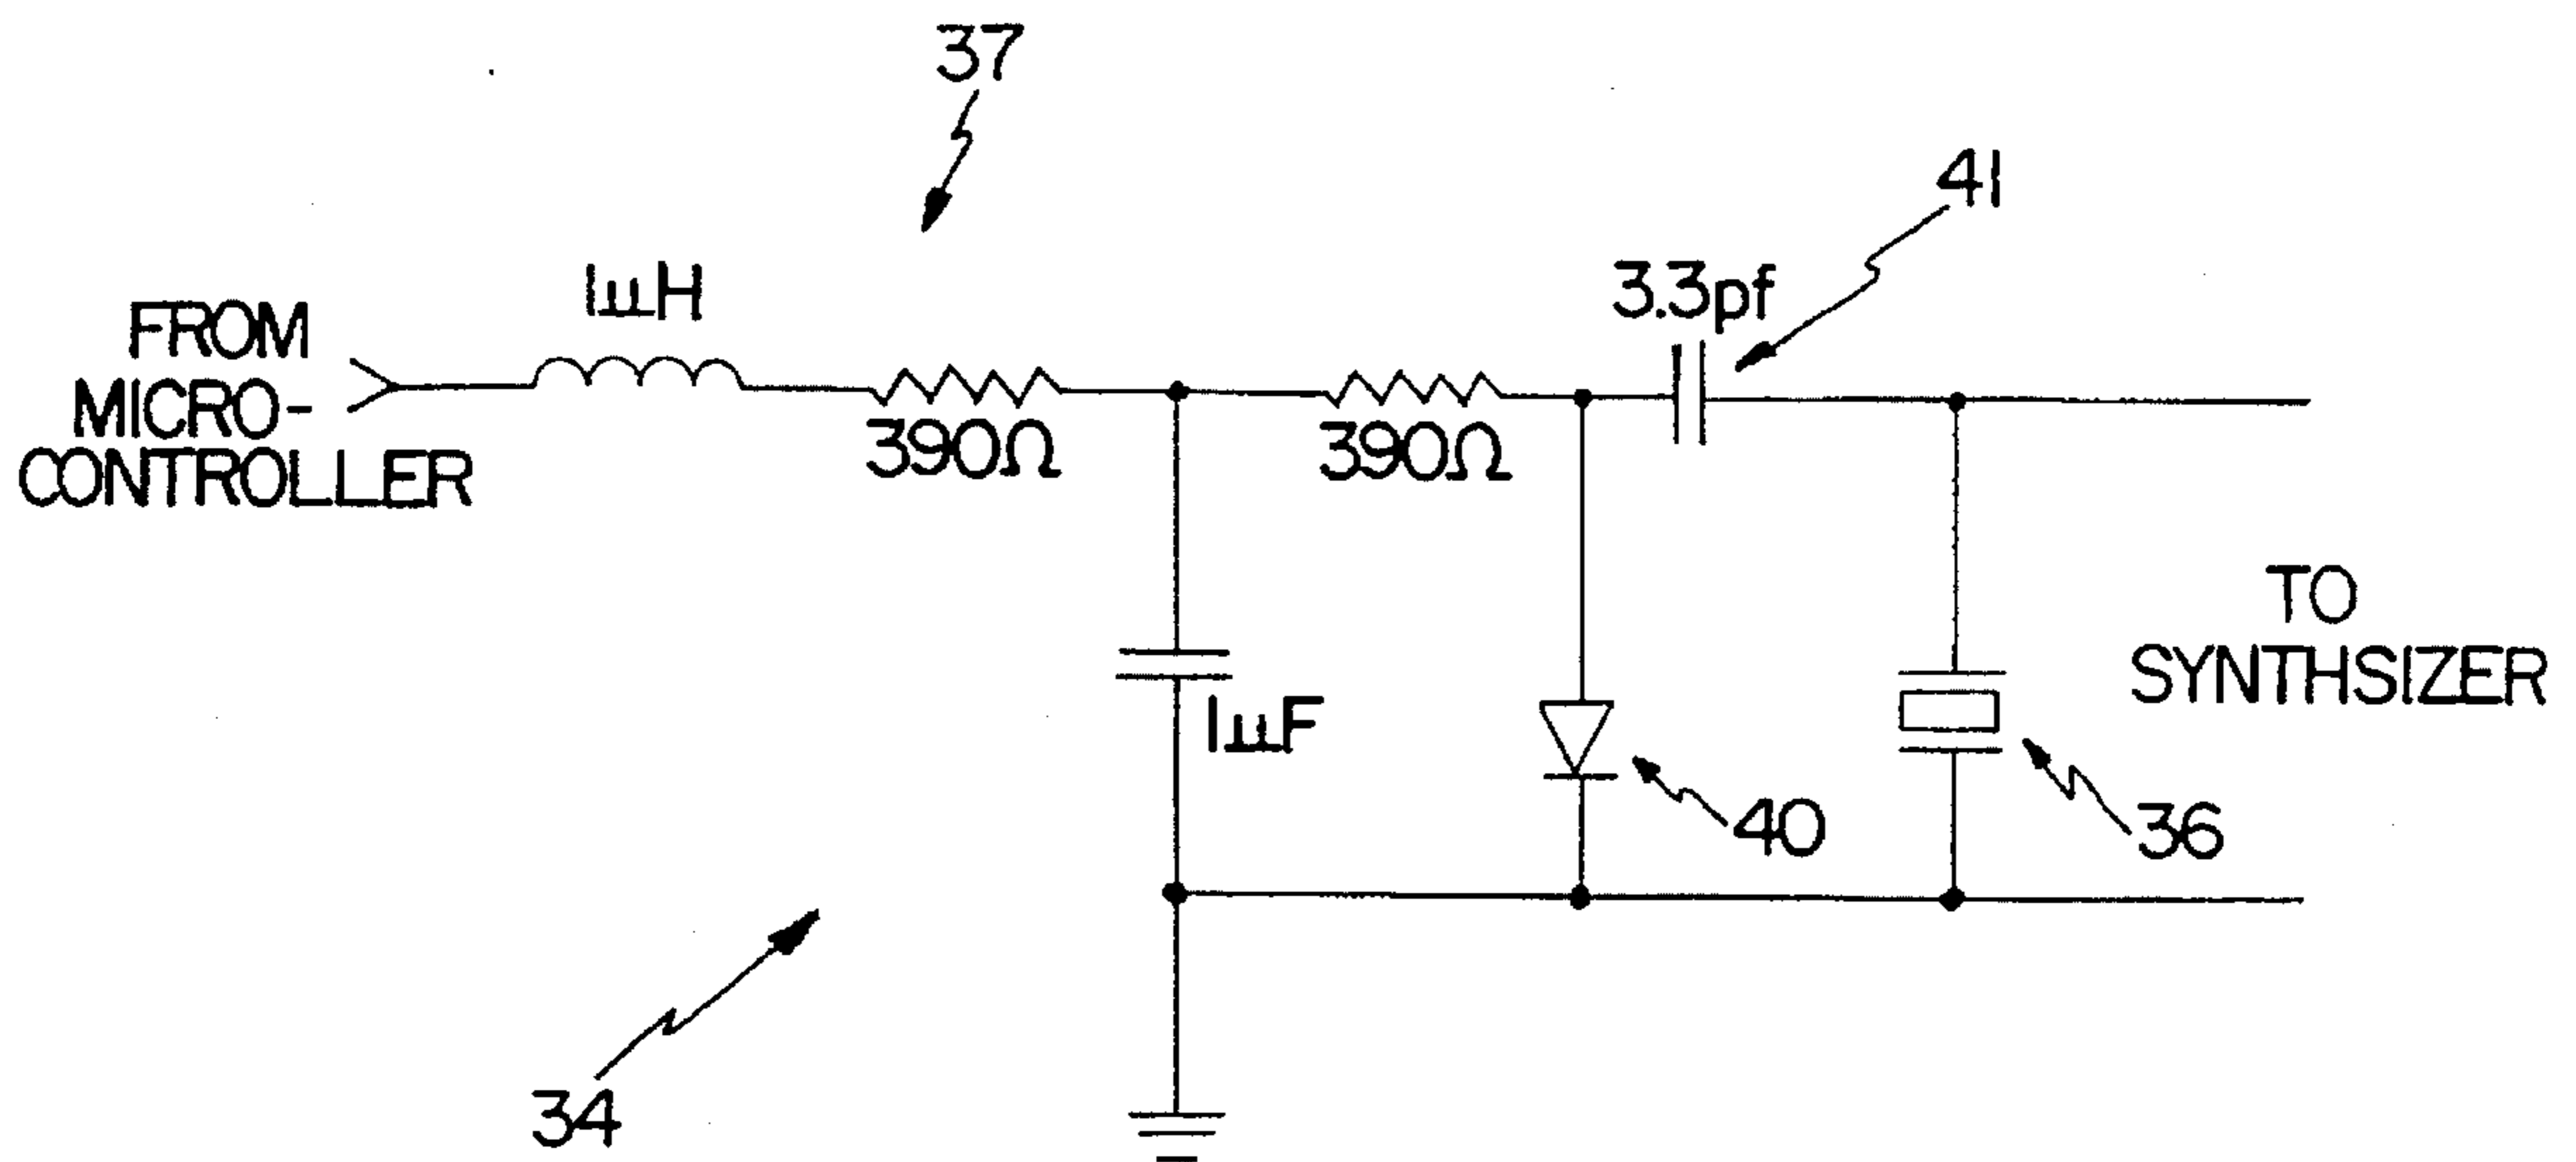 37
41
1µH
3.3pf
FROM
MICRO-
CONTROLLER
390Ω
390Ω
TO
SYNTHSIZER
1µF
40
36
34